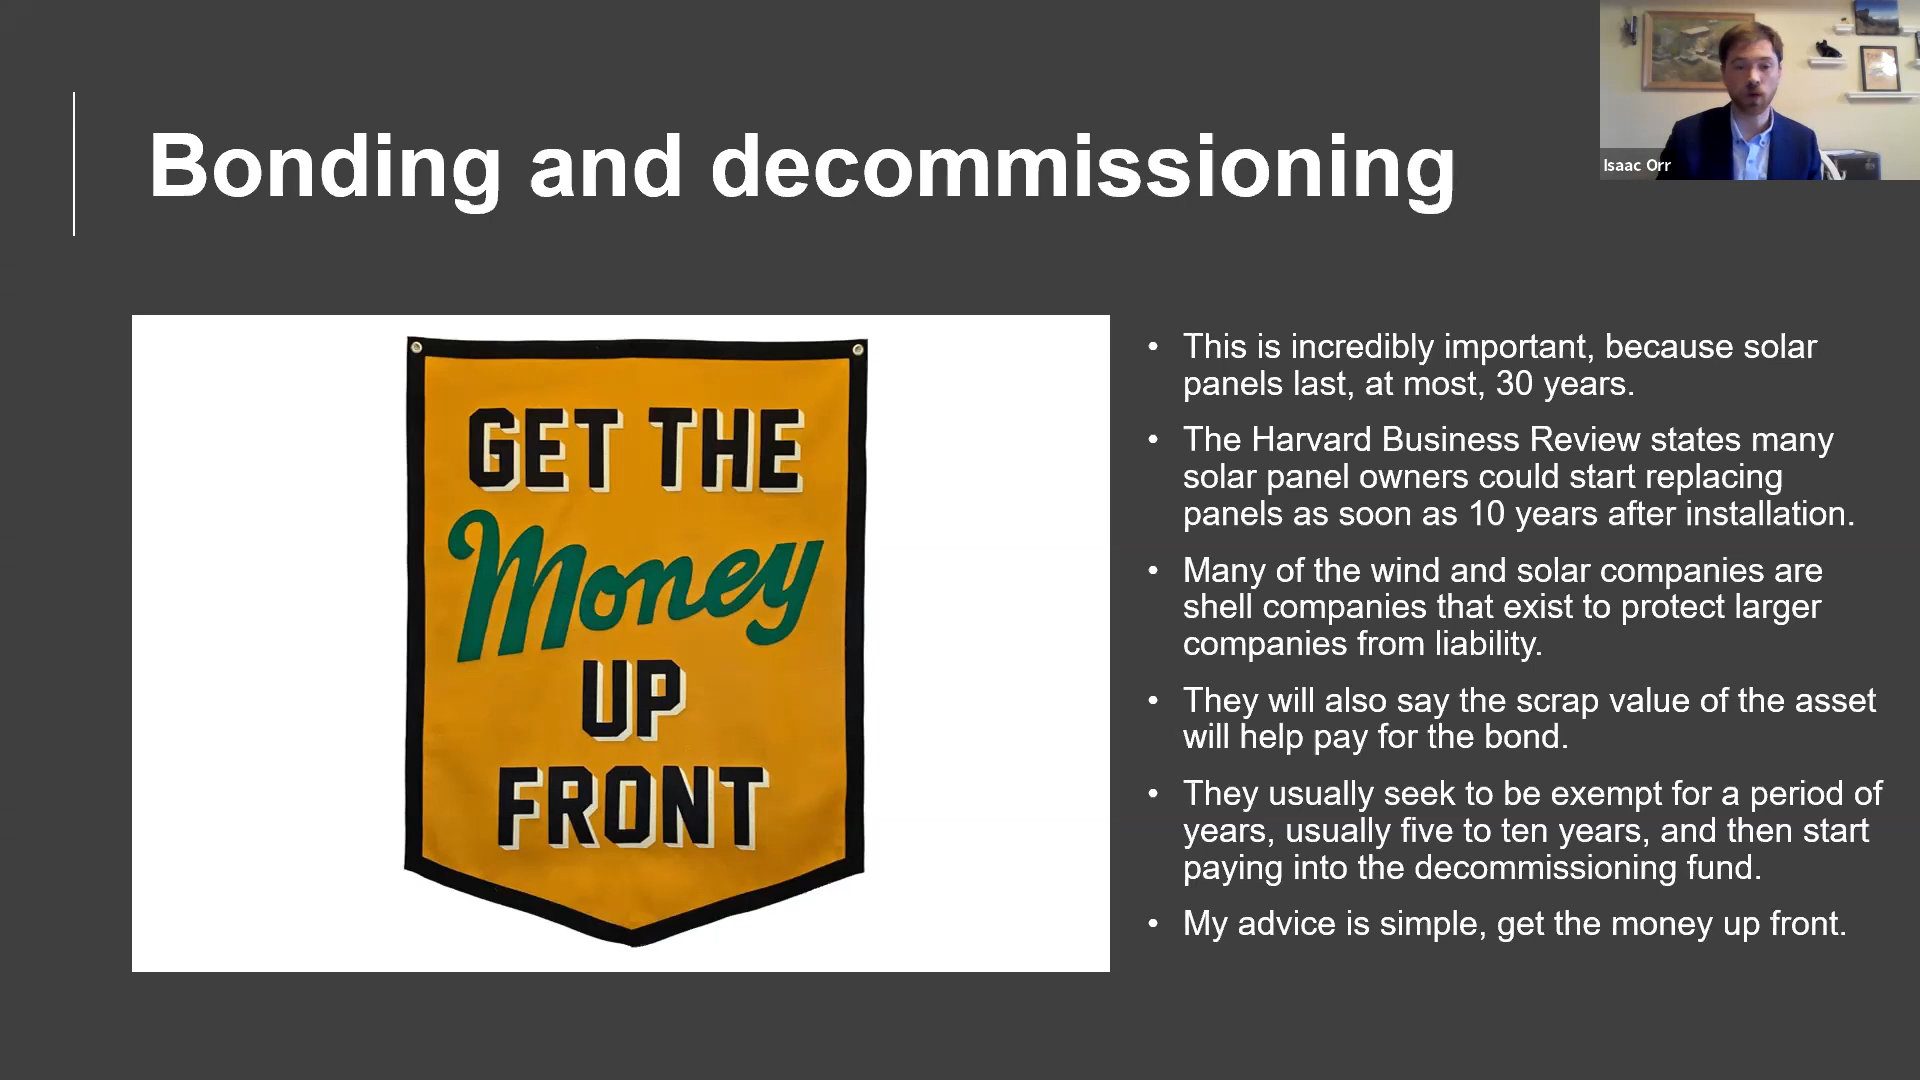 Isaac Orr
Bonding and decommissioning
GET THE
Money
UP
FRONT
• This is incredibly important, because solar
panels last, at most, 30 years.
• The Harvard Business Review states many
solar panel owners could start replacing
panels as soon as 10 years after installation.
• Many of the wind and solar companies are
shell companies that exist to protect larger
companies from liability.
• They will also say the scrap value of the asset
will help pay for the bond.
• They usually seek to be exempt for a period of
years, usually five to ten years, and then start
paying into the decommissioning fund.
• My advice is simple, get the money up front.